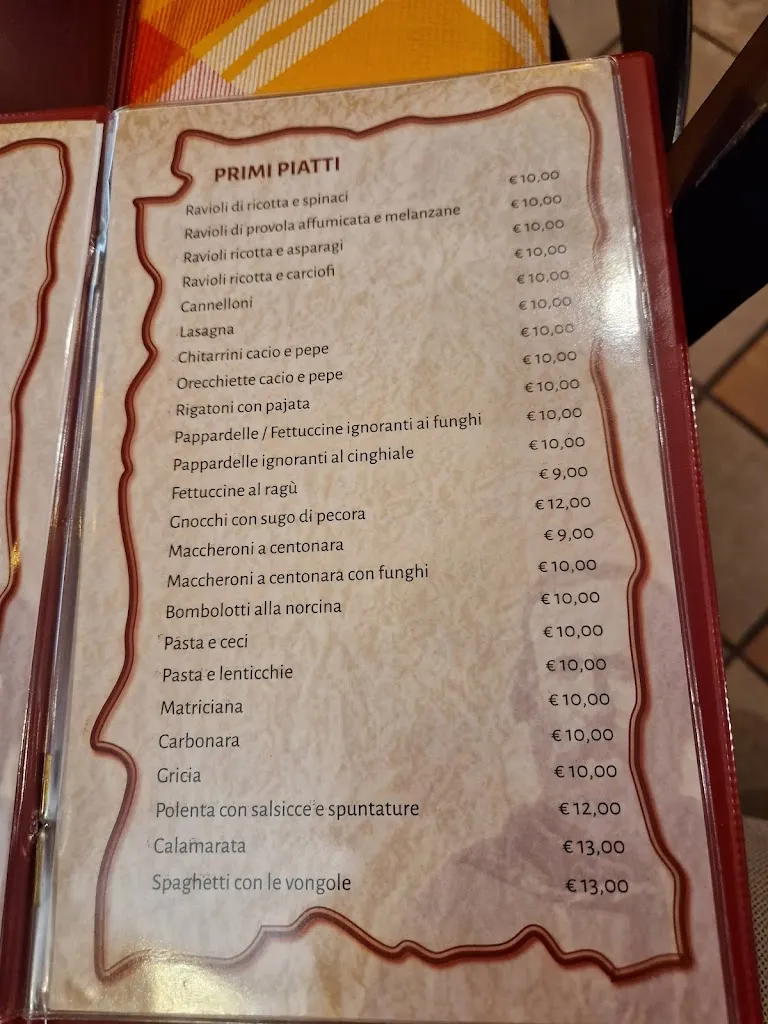 PRIMI PIATTI
Ravioli di ricotta e spinaci € 10,00
Ravioli di provola affumicata e melanzane € 10,00
Ravioli ricotta e asparagi € 10,00
Ravioli ricotta e carciofi € 10,00
Cannelloni € 10,00
Lasagna € 10,00
Chitarrini cacio e pepe € 10,00
Orecchiette cacio e pepe € 10,00
Rigatoni con pajata € 10,00
Pappardelle / Fettuccine ignoranti ai funghi € 10,00
Pappardelle ignoranti al cinghiale € 10,00
Fettuccine al ragù € 9,00
Gnocchi con sugo di pecora € 12,00
Maccheroni a centonara € 9,00
Maccheroni a centonara con funghi € 10,00
Bombolotti alla norcina € 10,00
Pasta e ceci € 10,00
Pasta e lenticchie € 10,00
Matriciana € 10,00
Carbonara € 10,00
Gricia € 10,00
Polenta con salsicce e spuntature € 12,00
Calamarata € 13,00
Spaghetti con le vongole € 13,00